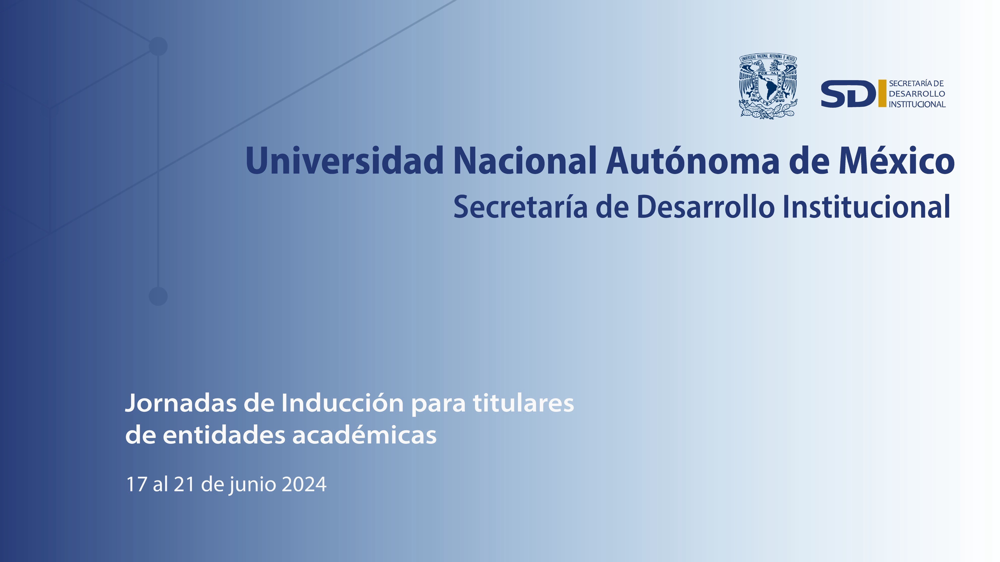 UNIVERSIDAD NACIONAL AUTONOMA D MEXICO
POR MI RAZA HABLARA EL ESPIRITU
SECRETARÍA DE
DESARROLLO
INSTITUCIONAL
SDI
Universidad Nacional Autónoma de México
Secretaría de Desarrollo Institucional
Jornadas de Inducción para titulares
de entidades académicas
17 al 21 de junio 2024